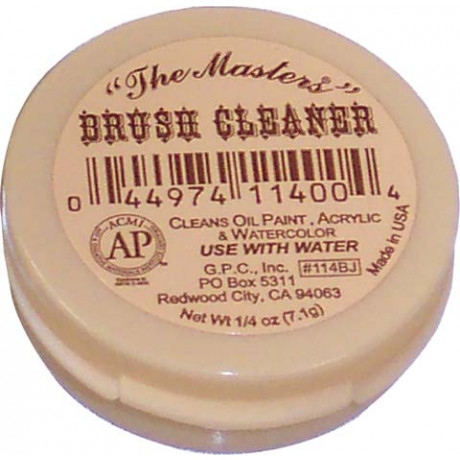 "The Masters"
BRUSH CLEANER
0 44974 11400 4
CLEANS OIL PAINT, ACRYLIC
& WATERCOLOR
USE WITH WATER
Made in USA
ACMI
AP
G.P.C., Inc. #114BJ
PO Box 5311
Redwood City, CA 94063
Net Wt 1/4 oz (7.1g)